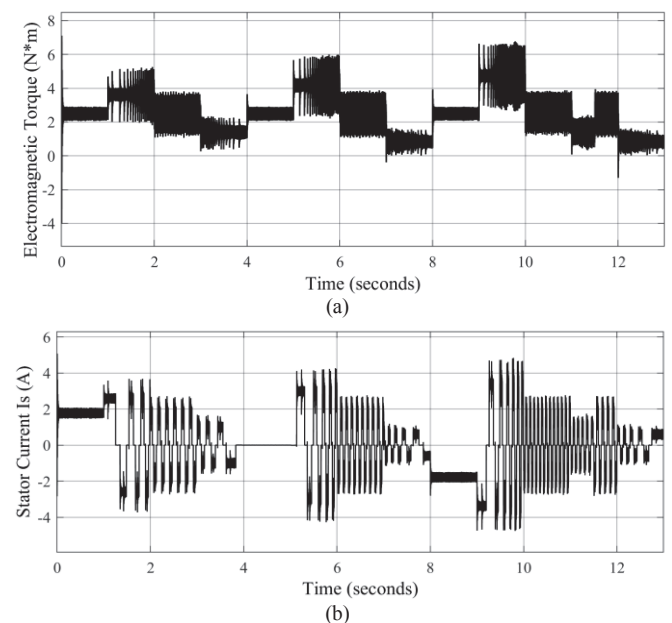 Electromagnetic Torque (N*m)
8
6
4
2
0
-2
-4
0 2 4 6 8 10 12
Time (seconds)
(a)
Stator Current Is (A)
6
4
2
0
-2
-4
0 2 4 6 8 10 12
Time (seconds)
(b)